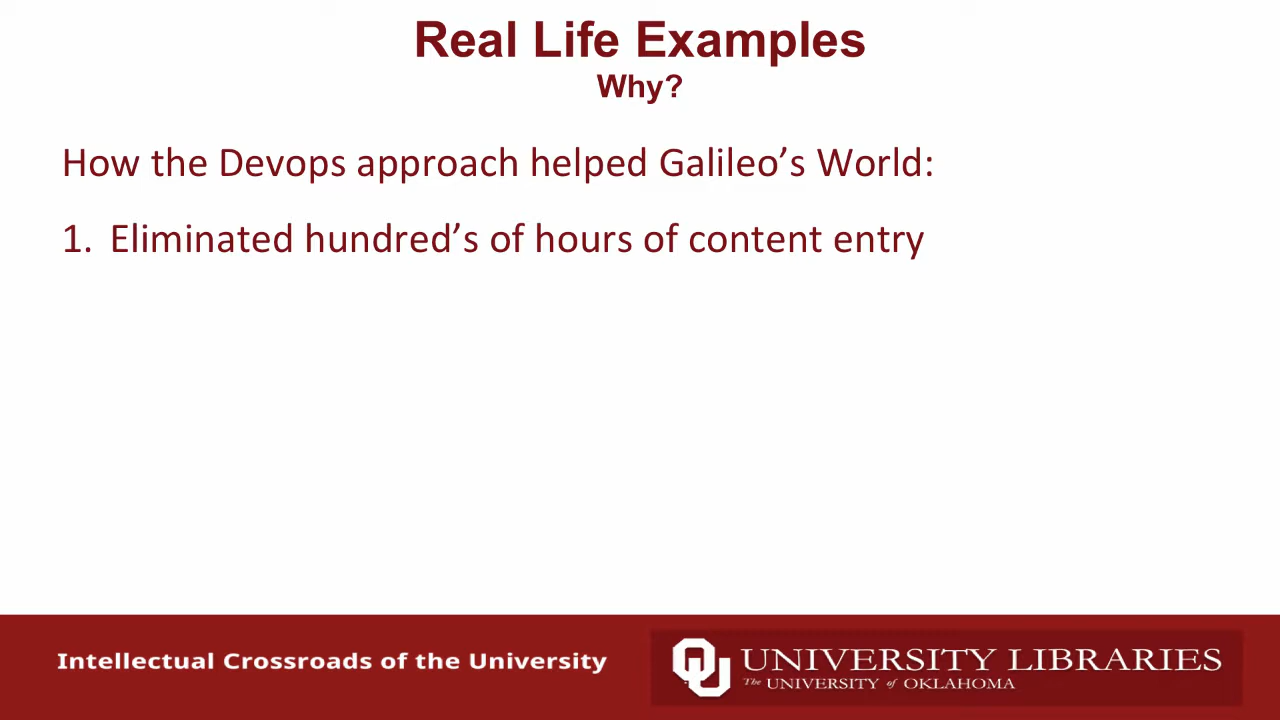 Real Life Examples
Why?
How the Devops approach helped Galileo’s World:
1. Eliminated hundred’s of hours of content entry
Intellectual Crossroads of the University
OU UNIVERSITY LIBRARIES
The UNIVERSITY of OKLAHOMA